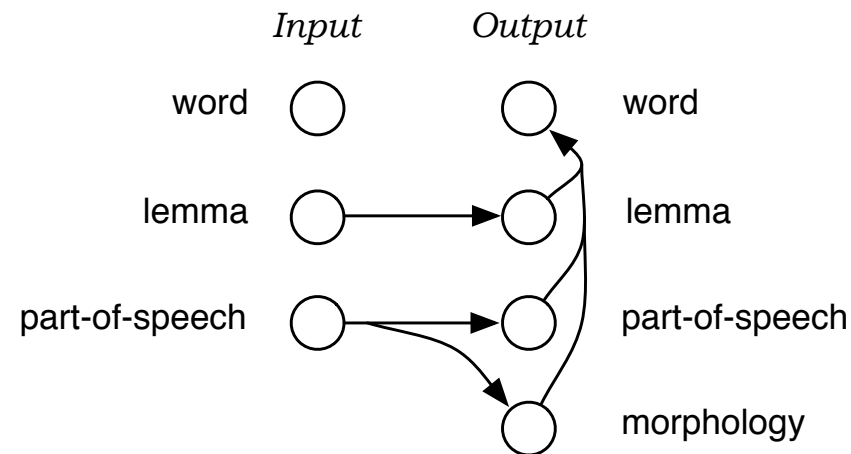 Input Output
word word
lemma lemma
part-of-speech part-of-speech
morphology